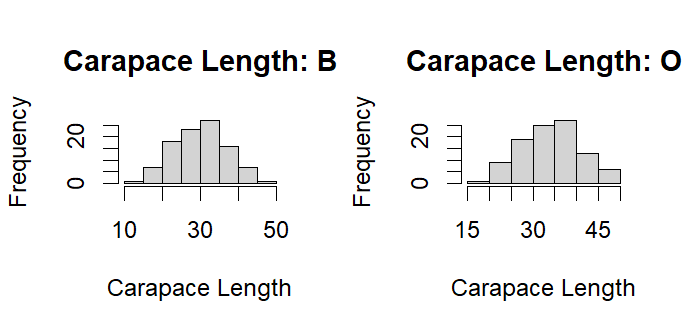 Carapace Length: B
Frequency
20
0
10 30 50
Carapace Length
Carapace Length: O
Frequency
20
0
15 30 45
Carapace Length